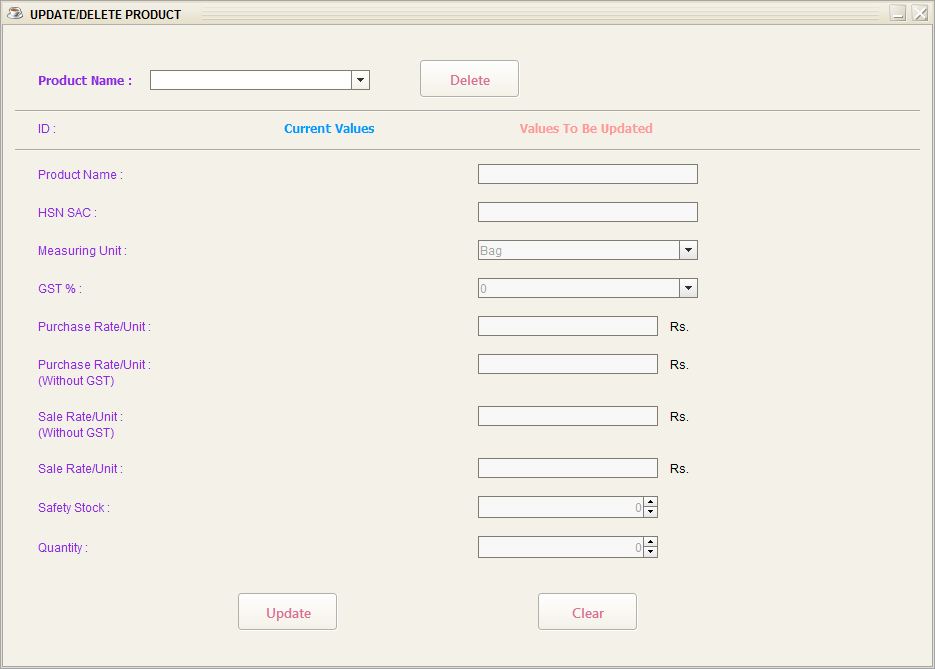 UPDATE/DELETE PRODUCT
Product Name : Delete
ID : Current Values Values To Be Updated
Product Name :
HSN SAC :
Measuring Unit : Bag
GST % : 0
Purchase Rate/Unit : Rs.
Purchase Rate/Unit : Rs.
(Without GST)
Sale Rate/Unit : Rs.
(Without GST)
Sale Rate/Unit : Rs.
Safety Stock : 0
Quantity : 0
Update Clear